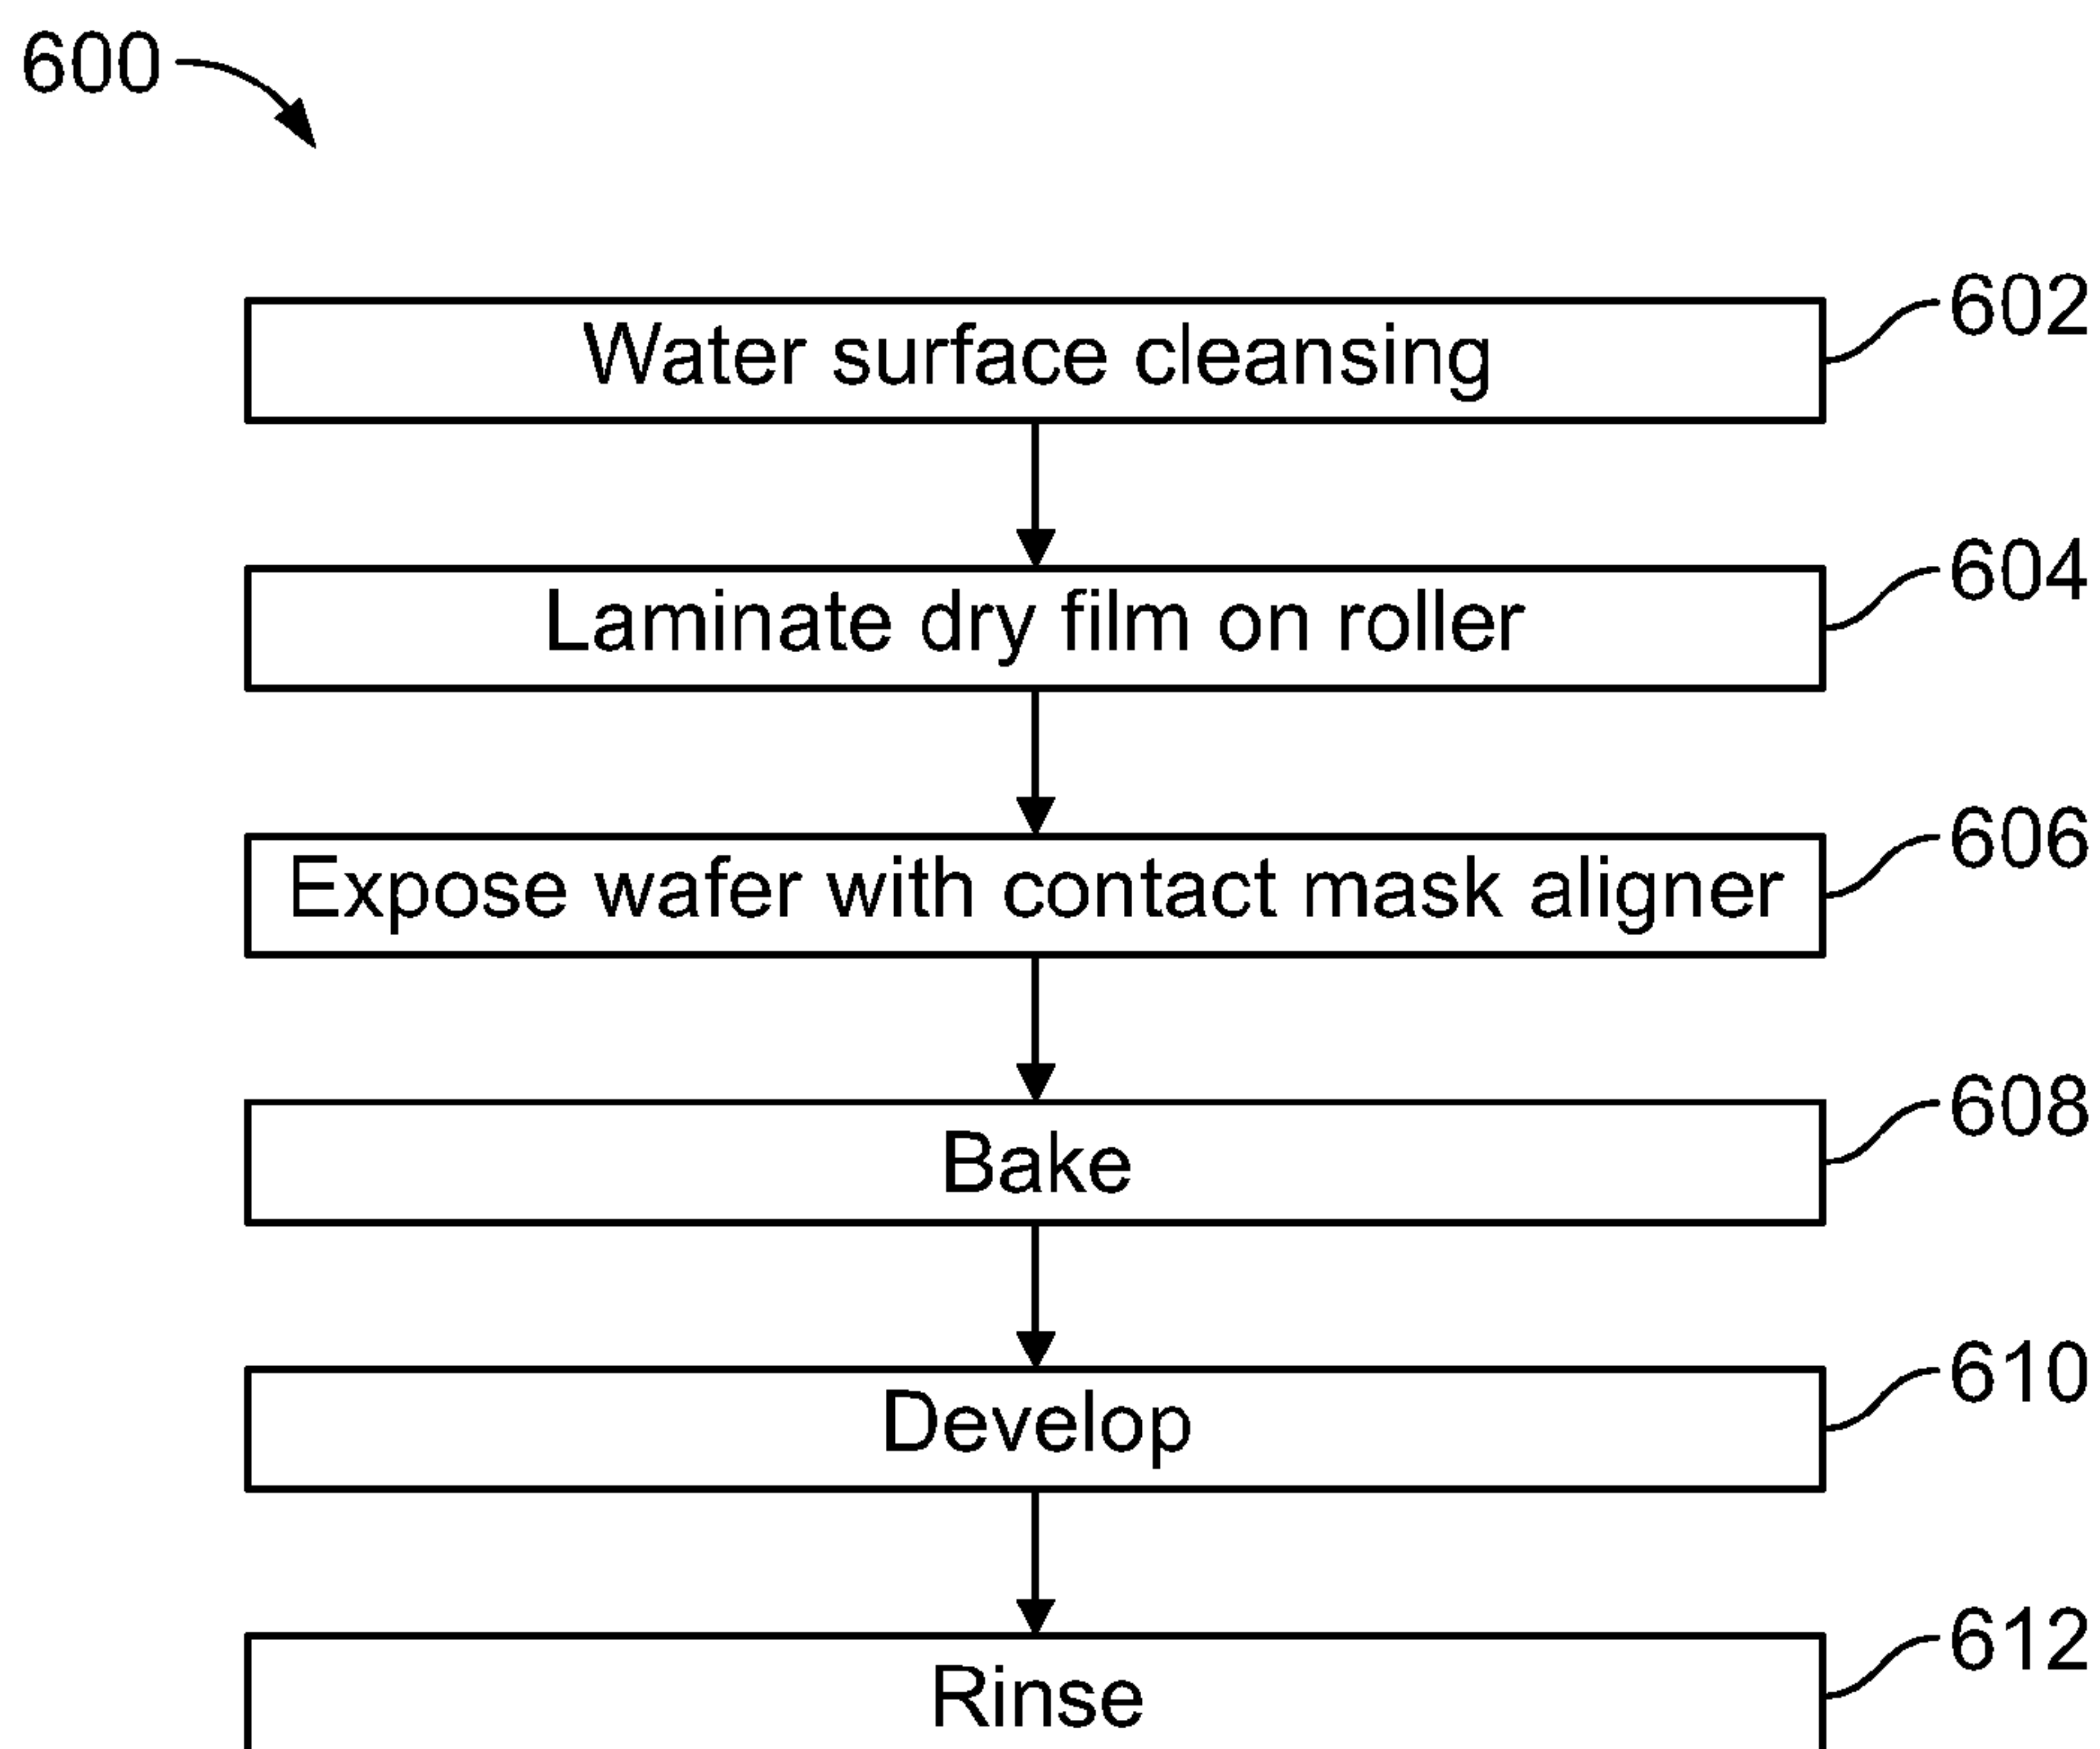 600
Water surface cleansing
602
Laminate dry film on roller
604
Expose wafer with contact mask aligner
606
Bake
608
Develop
610
Rinse
612